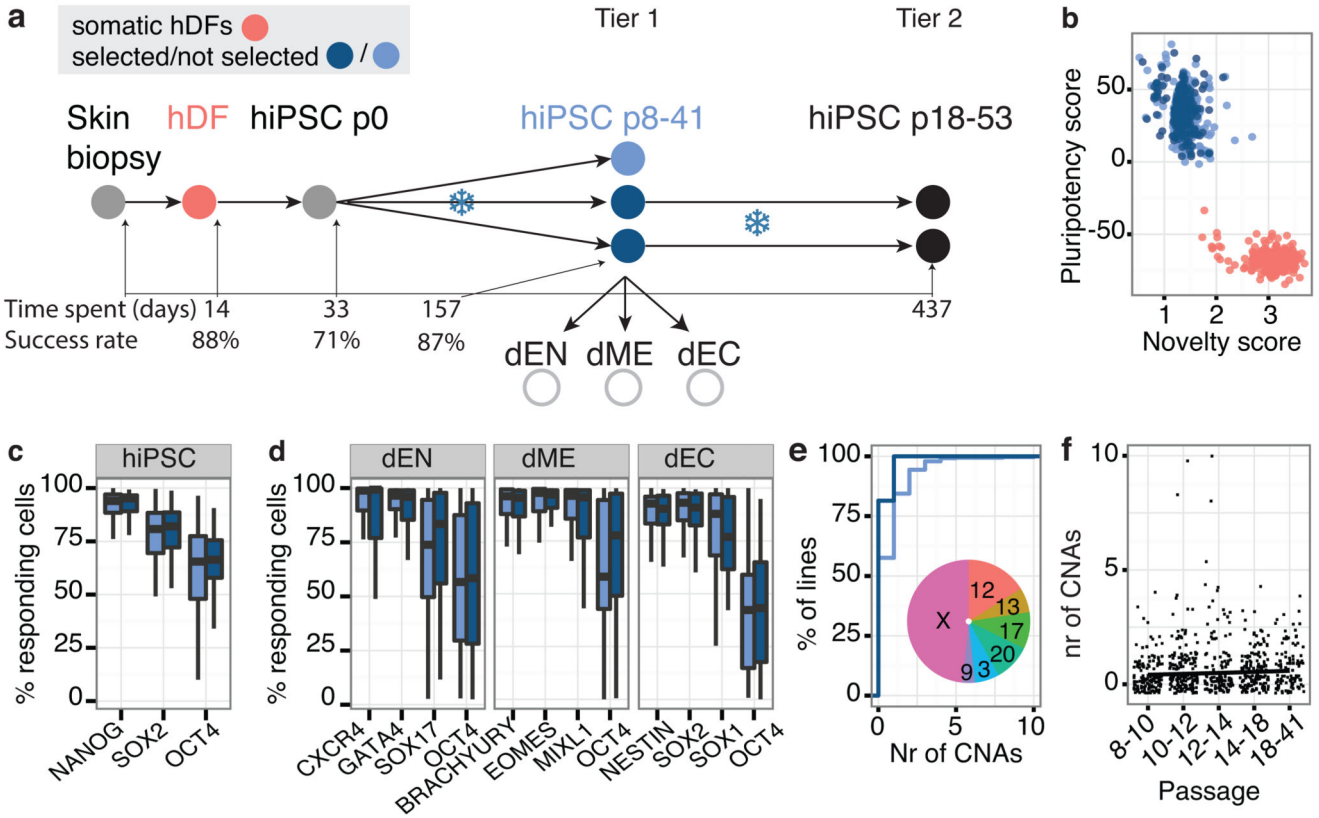 a
somatic hDFs
selected/not selected /
Tier 1
Tier 2
Skin
biopsy
hDF
hiPSC p0
hiPSC p8-41
hiPSC p18-53
Time spent (days) 14 33 157 437
Success rate 88% 71% 87%
dEN dME dEC
b
Pluripotency score
50
0
-50
1 2 3
Novelty score
c
hiPSC
% responding cells
100
75
50
25
0
NANOG
SOX2
OCT4
d
dEN
dME
dEC
% responding cells
100
75
50
25
0
CXCR4
GATA4
SOX17
OCT4
BRACHYURY
EOMES
MIXL1
OCT4
NESTIN
SOX2
SOX1
OCT4
e
% of lines
100
75
50
25
0
X
12
13
17
20
3
9
0 5 10
Nr of CNAs
f
nr of CNAs
10
5
0
8-10
10-12
12-14
14-18
18-41
Passage